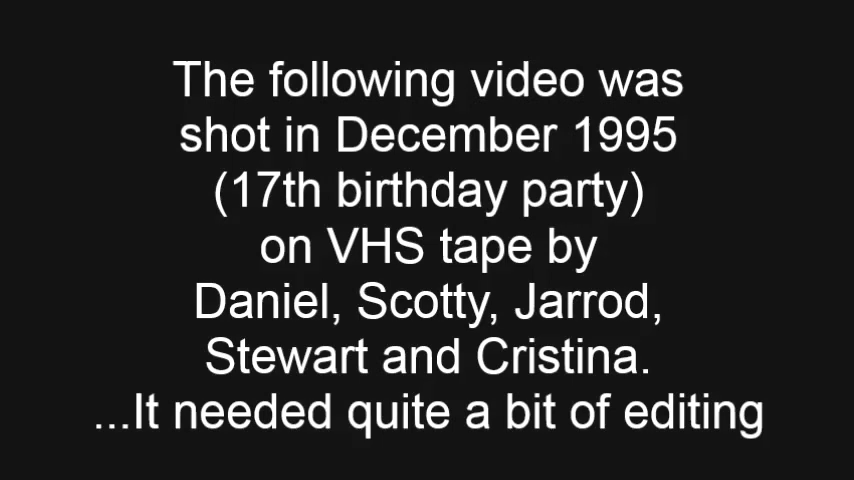 The following video was
shot in December 1995
(17th birthday party)
on VHS tape by
Daniel, Scotty, Jarrod,
Stewart and Cristina.
...It needed quite a bit of editing